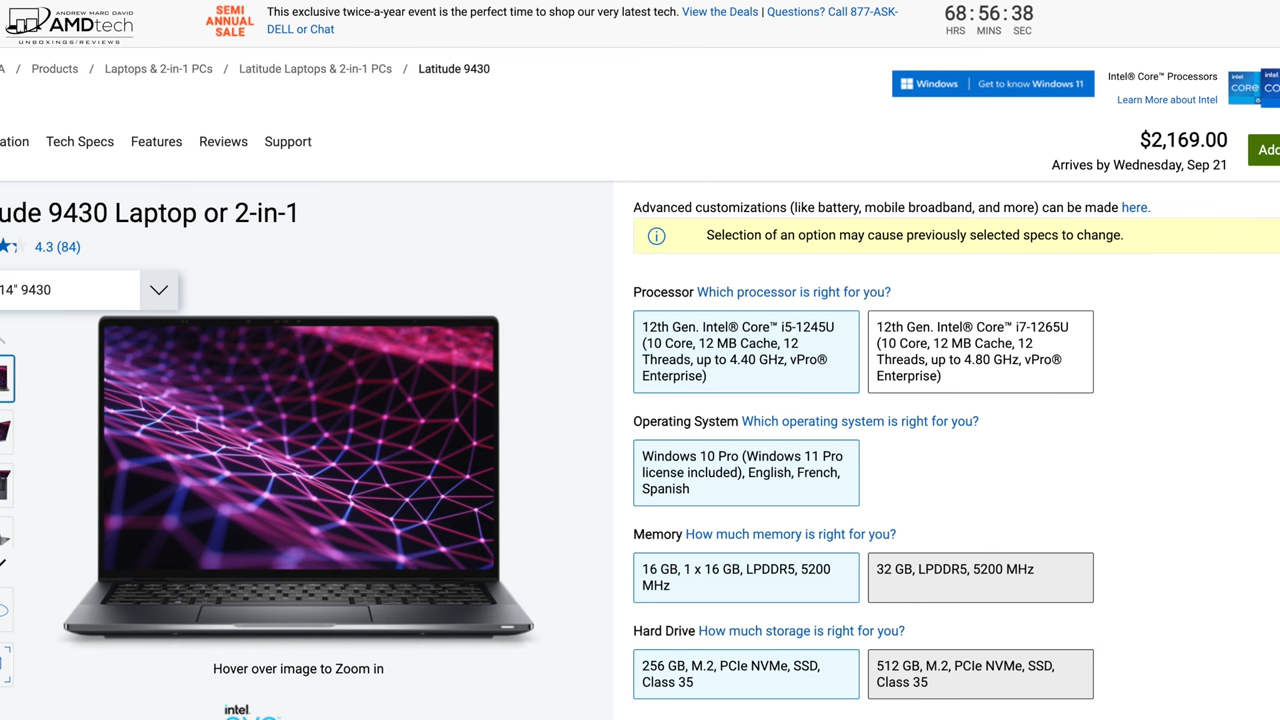 ANDREW MARC DAVID
AMDtech
UNBOXINGS/REVIEWS
SEMI
ANNUAL
SALE
This exclusive twice-a-year event is the perfect time to shop our very latest tech. View the Deals | Questions? Call 877-ASK-
DELL or Chat
68:56:38
HRS MINS SEC
A / Products / Laptops & 2-in-1 PCs / Latitude Laptops & 2-in-1 PCs / Latitude 9430
Windows | Get to know Windows 11
Intel® Core™ Processors
Learn More about Intel
intel
CORE
i5
intel
CO
ation Tech Specs Features Reviews Support
$2,169.00
Arrives by Wednesday, Sep 21
Add
ude 9430 Laptop or 2-in-1
4.3 (84)
14" 9430
Hover over image to Zoom in
intel
Advanced customizations (like battery, mobile broadband, and more) can be made here.
Selection of an option may cause previously selected specs to change.
Processor Which processor is right for you?
12th Gen. Intel® Core™ i5-1245U
(10 Core, 12 MB Cache, 12
Threads, up to 4.40 GHz, vPro®
Enterprise)
12th Gen. Intel® Core™ i7-1265U
(10 Core, 12 MB Cache, 12
Threads, up to 4.80 GHz, vPro®
Enterprise)
Operating System Which operating system is right for you?
Windows 10 Pro (Windows 11 Pro
license included), English, French,
Spanish
Memory How much memory is right for you?
16 GB, 1 x 16 GB, LPDDR5, 5200
MHz
32 GB, LPDDR5, 5200 MHz
Hard Drive How much storage is right for you?
256 GB, M.2, PCIe NVMe, SSD,
Class 35
512 GB, M.2, PCIe NVMe, SSD,
Class 35